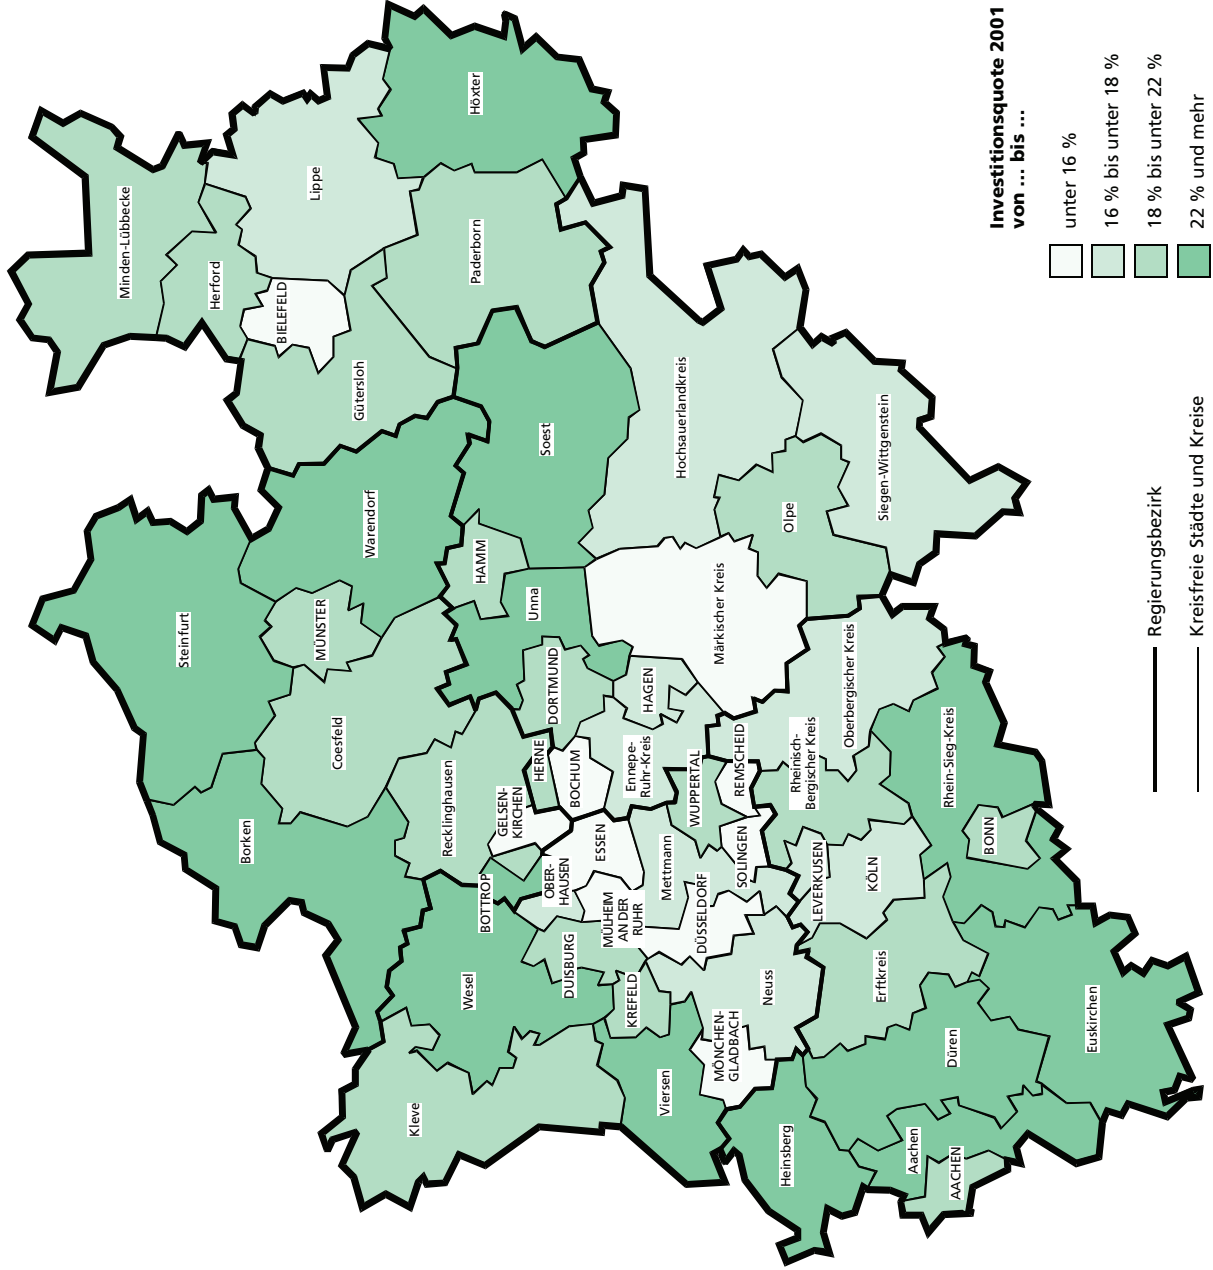 Investitionsquote 2001
von ... bis ...
unter 16 %
16 % bis unter 18 %
18 % bis unter 22 %
22 % und mehr
Regierungsbezirk
Kreisfreie Städte und Kreise
Minden-Lübbecke
Herford
BIELEFELD
Lippe
Höxter
Gütersloh
Paderborn
Steinfurt
MÜNSTER
Warendorf
Borken
Coesfeld
HAMM
Soest
Unna
Hochsauerlandkreis
Recklinghausen
DORTMUND
HERNE
BOCHUM
GELSEN-
KIRCHEN
BOTTROP
HAGEN
Ennepe-
Ruhr-Kreis
Märkischer Kreis
Olpe
Siegen-Wittgenstein
Kleve
Wesel
OBER-
HAUSEN
ESSEN
MÜLHEIM
AN DER
RUHR
DUISBURG
KREFELD
Mettmann
WUPPERTAL
REMSCHEID
SOLINGEN
DÜSSELDORF
Viersen
MÖNCHEN-
GLADBACH
Neuss
Heinsberg
Rheinisch-
Bergischer Kreis
Oberbergischer Kreis
LEVERKUSEN
KÖLN
Erftkreis
Rhein-Sieg-Kreis
BONN
Düren
Aachen
AACHEN
Euskirchen